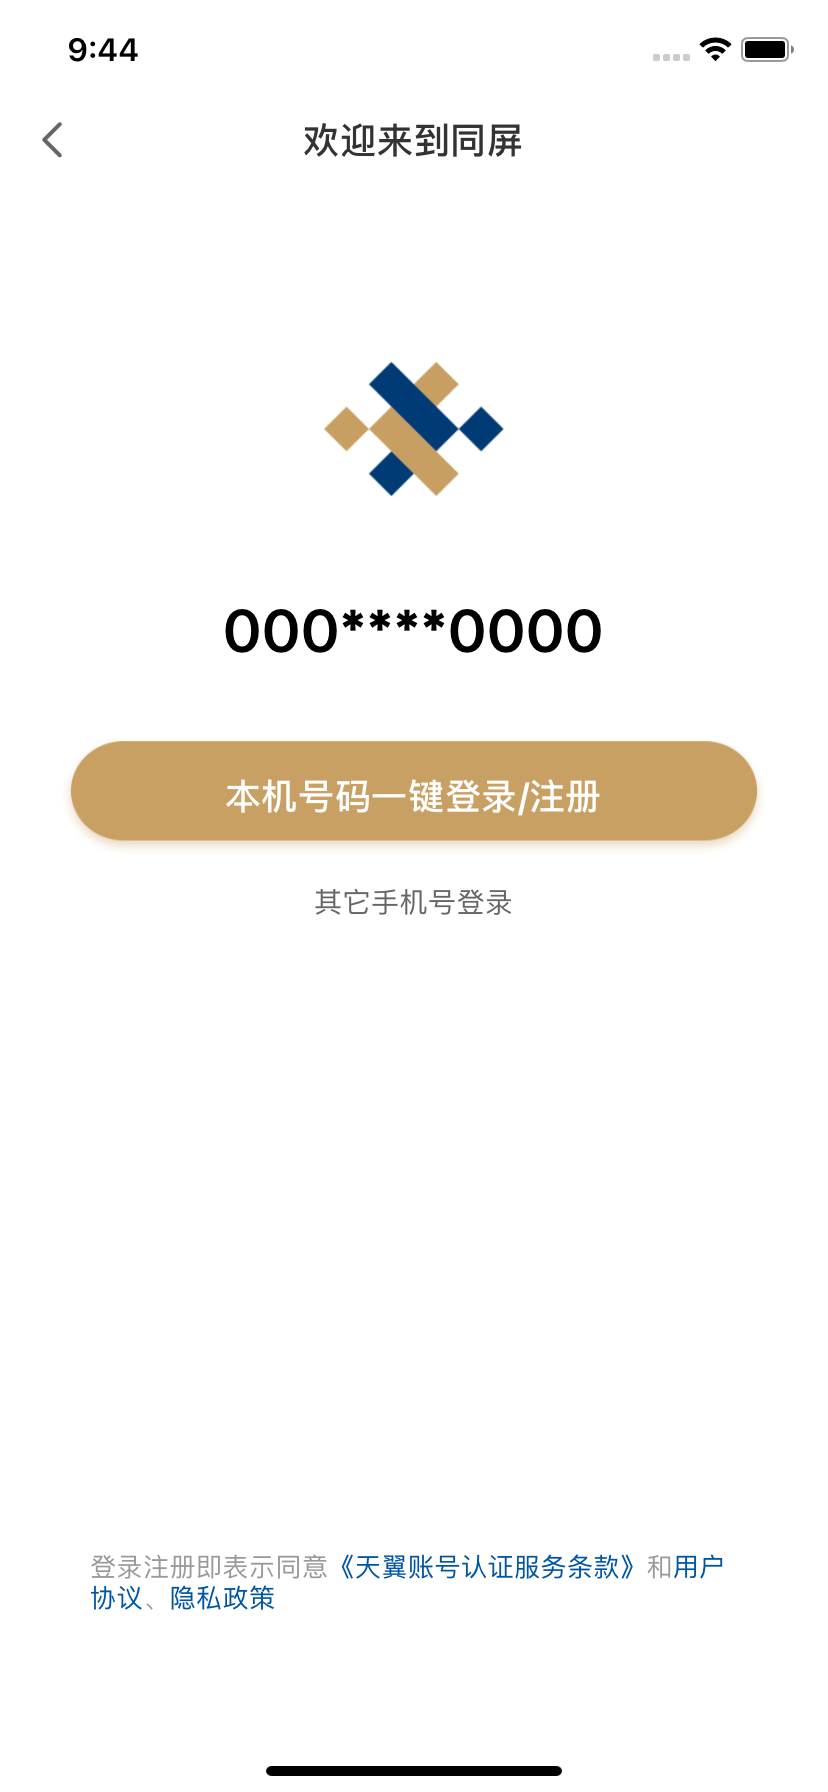 9:44
欢迎来到同屏
000****0000
本机号码一键登录/注册
其它手机号登录
登录注册即表示同意《天翼账号认证服务条款》和用户
协议、隐私政策